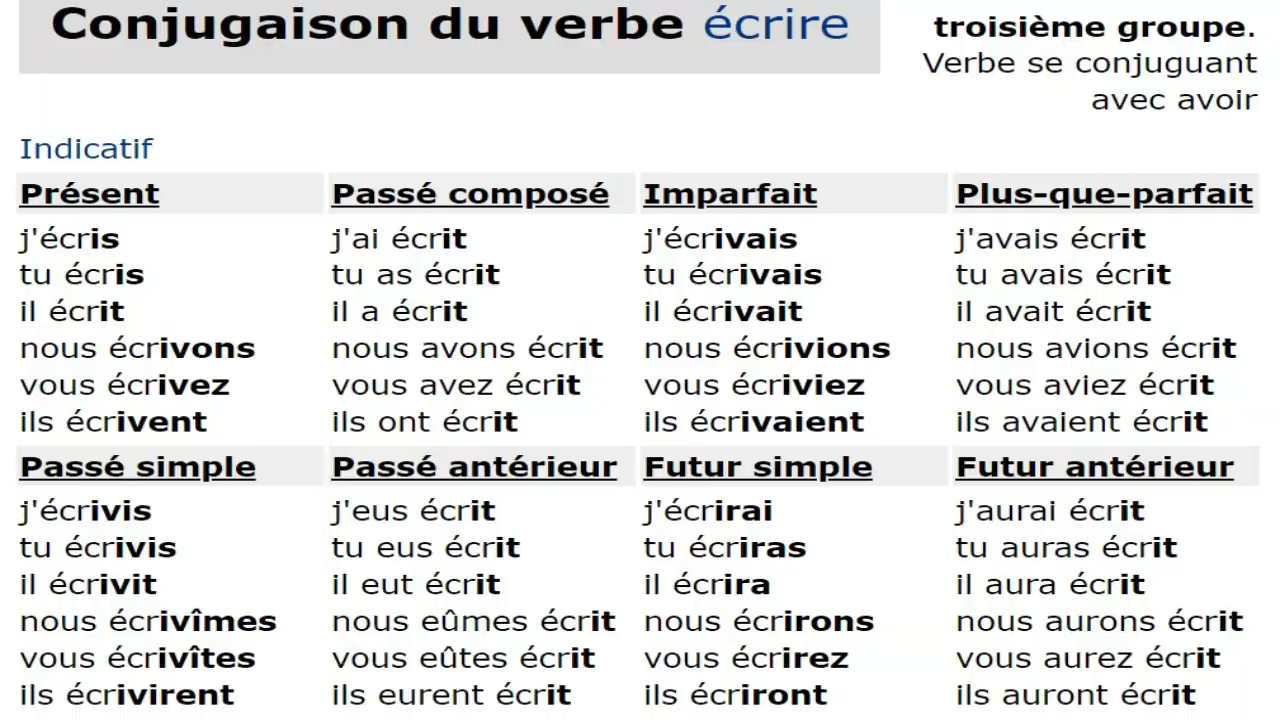 Conjugaison du verbe écrire
troisième groupe.
Verbe se conjuguant
avec avoir
Indicatif
Présent
j'écris
tu écris
il écrit
nous écrivons
vous écrivez
ils écrivent
Passé composé
j'ai écrit
tu as écrit
il a écrit
nous avons écrit
vous avez écrit
ils ont écrit
Imparfait
j'écrivais
tu écrivais
il écrivait
nous écrivions
vous écriviez
ils écrivaient
Plus-que-parfait
j'avais écrit
tu avais écrit
il avait écrit
nous avions écrit
vous aviez écrit
ils avaient écrit
Passé simple
j'écrivis
tu écrivis
il écrivit
nous écrivîmes
vous écrivîtes
ils écrivirent
Passé antérieur
j'eus écrit
tu eus écrit
il eut écrit
nous eûmes écrit
vous eûtes écrit
ils eurent écrit
Futur simple
j'écrirai
tu écriras
il écrira
nous écrirons
vous écrirez
ils écriront
Futur antérieur
j'aurai écrit
tu auras écrit
il aura écrit
nous aurons écrit
vous aurez écrit
ils auront écrit